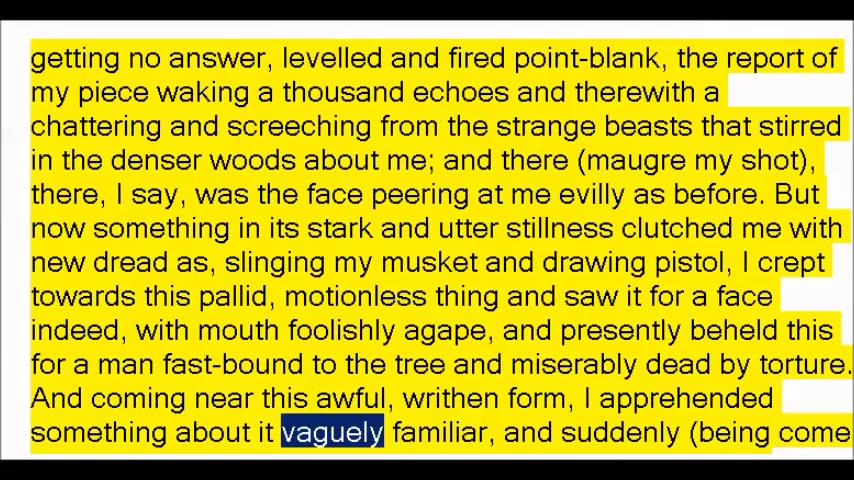 getting no answer, levelled and fired point-blank, the report of
my piece waking a thousand echoes and therewith a
chattering and screeching from the strange beasts that stirred
in the denser woods about me; and there (maugre my shot),
there, I say, was the face peering at me evilly as before. But
now something in its stark and utter stillness clutched me with
new dread as, slinging my musket and drawing pistol, I crept
towards this pallid, motionless thing and saw it for a face
indeed, with mouth foolishly agape, and presently beheld this
for a man fast-bound to the tree and miserably dead by torture.
And coming near this awful, writhen form, I apprehended
something about it vaguely familiar, and suddenly (being come